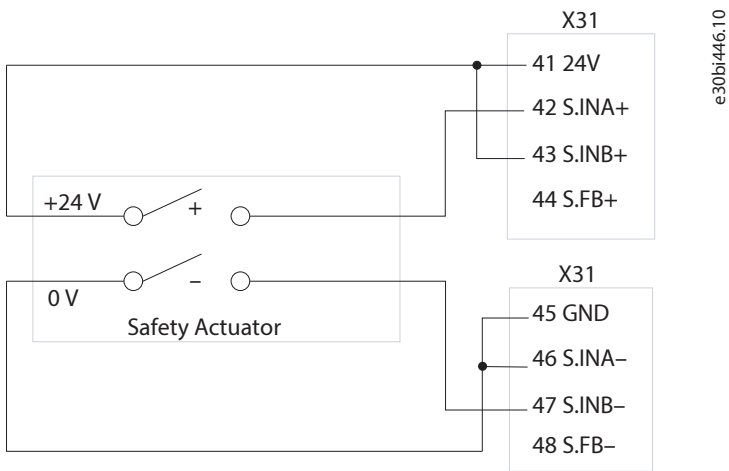 X31
41 24V
42 S.INA+
43 S.INB+
44 S.FB+
+24 V
+
−
0 V
Safety Actuator
X31
45 GND
46 S.INA−
47 S.INB−
48 S.FB−
e30bi446.10